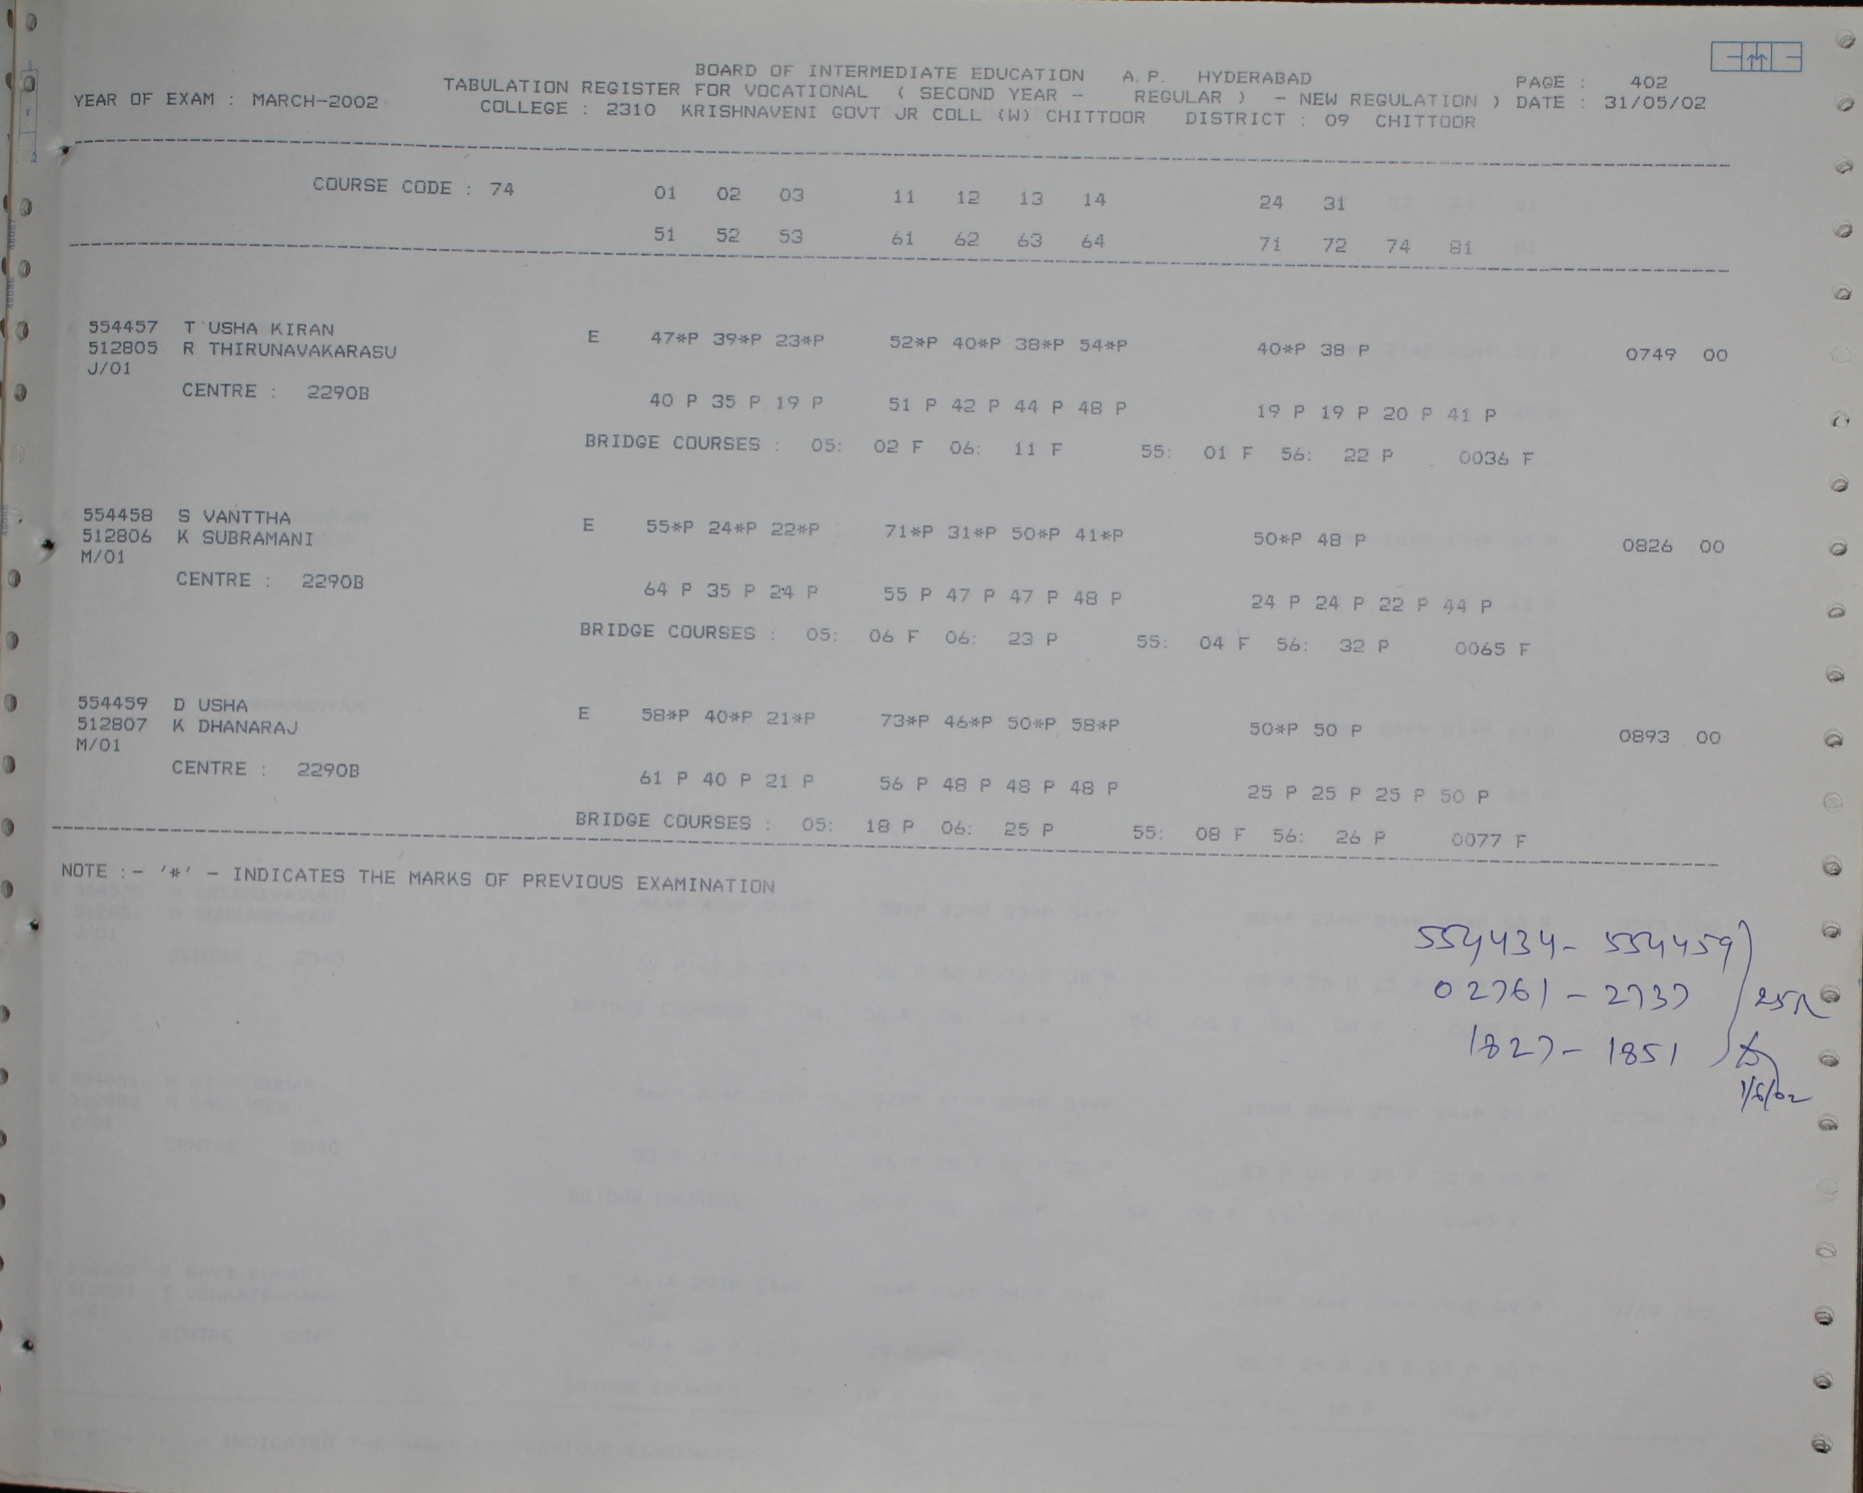 BOARD OF INTERMEDIATE EDUCATION A.P. HYDERABAD PAGE : 402
YEAR OF EXAM : MARCH-2002 TABULATION REGISTER FOR VOCATIONAL ( SECOND YEAR - REGULAR ) - NEW REGULATION ) DATE : 31/05/02
COLLEGE : 2310 KRISHNAVENI GOVT JR COLL (W) CHITTOOR DISTRICT : 09 CHITTOOR
COURSE CODE : 74 01 02 03 11 12 13 14 24 31
51 52 53 61 62 63 64 71 72 74 81
554457 T USHA KIRAN E 47*P 39*P 23*P 52*P 40*P 38*P 54*P 40*P 38 P 0749 00
512805 R THIRUNAVAKARASU
J/01
CENTRE : 2290B 40 P 35 P 19 P 51 P 42 P 44 P 48 P 19 P 19 P 20 P 41 P
BRIDGE COURSES : 05: 02 F 06: 11 F 55: 01 F 56: 22 P 0036 F
554458 S VANTTHA E 55*P 24*P 22*P 71*P 31*P 50*P 41*P 50*P 48 P 0826 00
512806 K SUBRAMANI
M/01
CENTRE : 2290B 64 P 35 P 24 P 55 P 47 P 47 P 48 P 24 P 24 P 22 P 44 P
BRIDGE COURSES : 05: 06 F 06: 23 P 55: 04 F 56: 32 P 0065 F
554459 D USHA E 58*P 40*P 21*P 73*P 46*P 50*P 58*P 50*P 50 P 0893 00
512807 K DHANARAJ
M/01
CENTRE : 2290B 61 P 40 P 21 P 56 P 48 P 48 P 48 P 25 P 25 P 25 P 50 P
BRIDGE COURSES : 05: 18 P 06: 25 P 55: 08 F 56: 26 P 0077 F
NOTE :- '*' - INDICATES THE MARKS OF PREVIOUS EXAMINATION
554434 - 554459
02761 - 2737
1827 - 1851
1/6/02